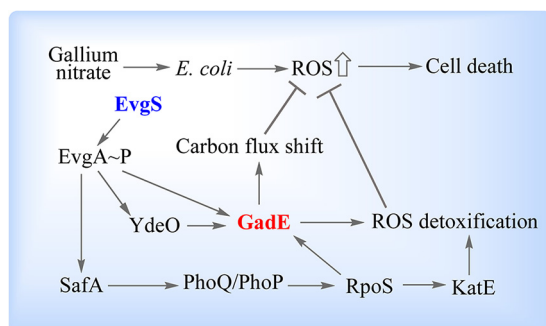 Gallium
nitrate
E. coli
ROS
Cell death
EvgS
EvgA~P
Carbon flux shift
YdeO
GadE
ROS detoxification
SafA
PhoQ/PhoP
RpoS
KatE